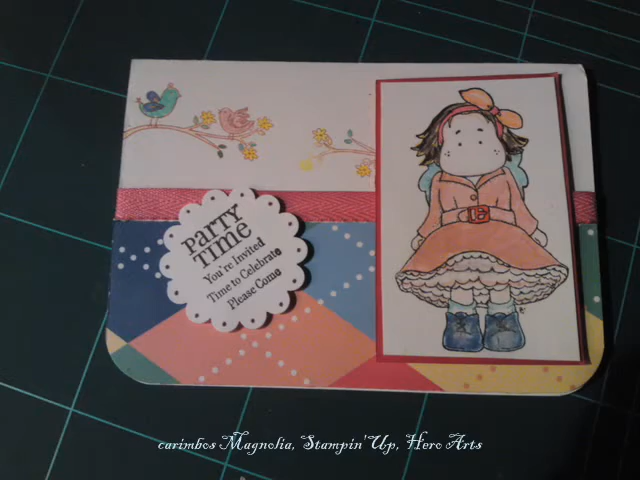 Party
Time
You're Invited
Time to Celebrate
Please Come
carimbos Magnolia, Stampin' Up, Hero Arts